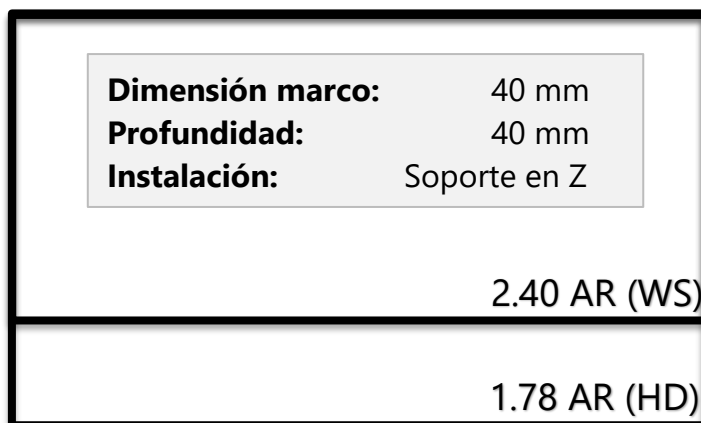 Dimensión marco: 40 mm
Profundidad: 40 mm
Instalación: Soporte en Z
2.40 AR (WS)
1.78 AR (HD)